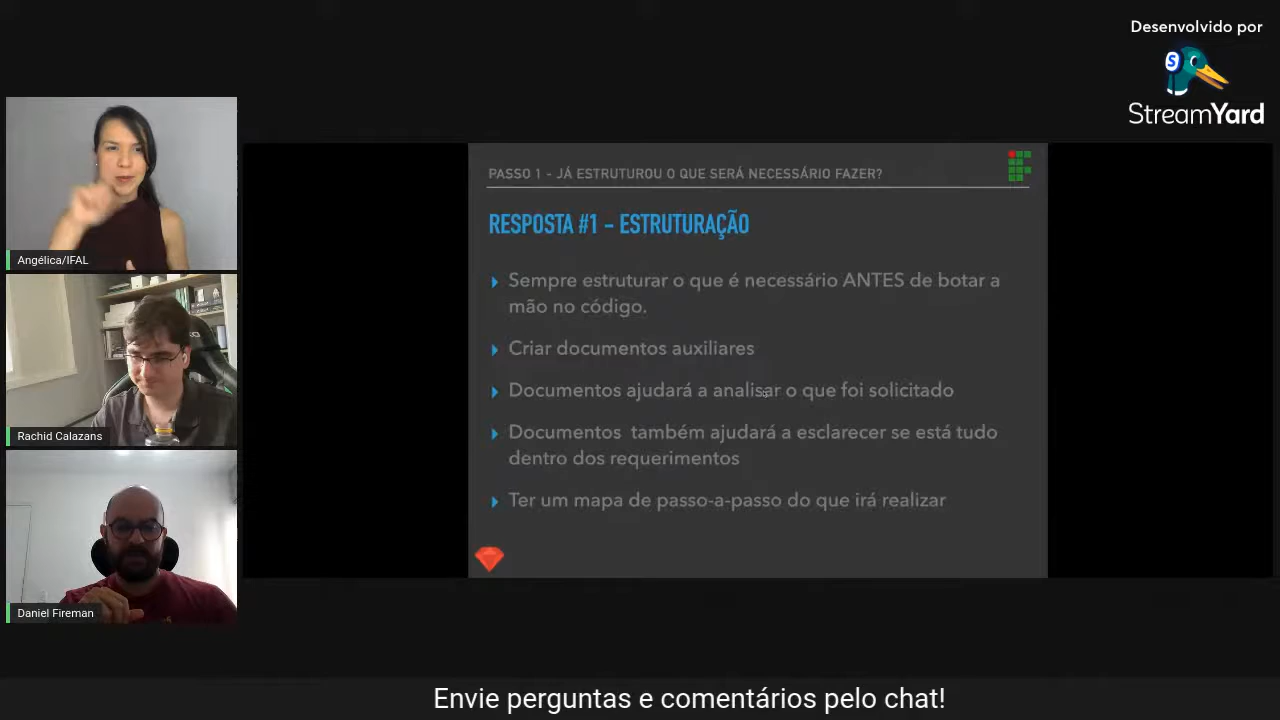 Desenvolvido por
StreamYard
Angélica/IFAL
Rachid Calazans
Daniel Fireman
PASSO 1 - JÁ ESTRUTUROU O QUE SERÁ NECESSÁRIO FAZER?
RESPOSTA #1 - ESTRUTURAÇÃO
Sempre estruturar o que é necessário ANTES de botar a
mão no código.
Criar documentos auxiliares
Documentos ajudará a analisar o que foi solicitado
Documentos também ajudará a esclarecer se está tudo
dentro dos requerimentos
Ter um mapa de passo-a-passo do que irá realizar
Envie perguntas e comentários pelo chat!